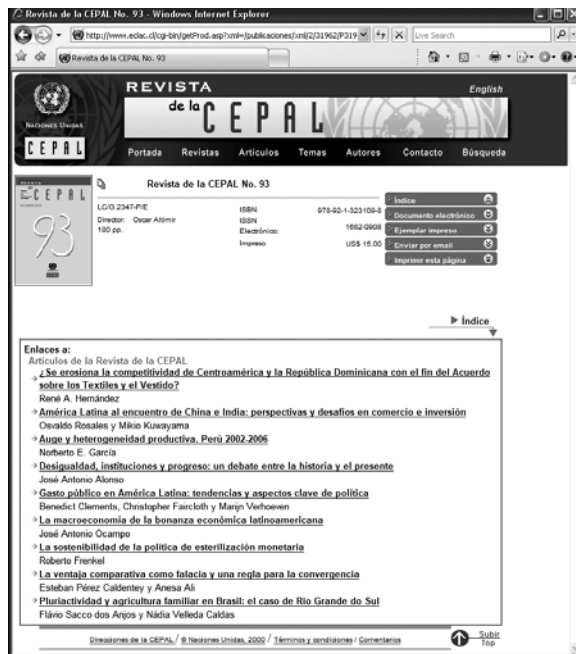 Revista de la CEPAL No. 93 - Windows Internet Explorer
http://www.eclac.cl/cgi-bin/getProd.asp?xml=/publicaciones/xml/2/31962/P319
Live Search
Revista de la CEPAL No. 93
REVISTA
de la
CEPAL
English
NACIONES UNIDAS
CEPAL
Portada Revistas Artículos Temas Autores Contacto Búsqueda
REVISTA
CEPAL
93
Revista de la CEPAL No. 93
LC/G.2347-P/E
Director: Oscar Altimir
180 pp.
ISBN: 978-92-1-323109-8
ISBN
Electrónico: 1682-0908
Impreso US$ 15.00
Índice
Documento electrónico
Ejemplar impreso
Enviar por email
Imprimir esta página
Índice
Enlaces a:
Artículos de la Revista de la CEPAL
¿Se erosiona la competitividad de Centroamérica y la República Dominicana con el fin del Acuerdo
sobre los Textiles y el Vestido?
René A. Hernández
América Latina al encuentro de China e India: perspectivas y desafíos en comercio e inversión
Osvaldo Rosales y Mikio Kuwayama
Auge y heterogeneidad productiva. Perú 2002-2006
Norberto E. García
Desigualdad, instituciones y progreso: un debate entre la historia y el presente
José Antonio Alonso
Gasto público en América Latina: tendencias y aspectos clave de política
Benedict Clements, Christopher Faircloth y Marijn Verhoeven
La macroeconomía de la bonanza económica latinoamericana
José Antonio Ocampo
La sostenibilidad de la política de esterilización monetaria
Roberto Frenkel
La ventaja comparativa como falacia y una regla para la convergencia
Esteban Pérez Caldentey y Anesa Ali
Pluriactividad y agricultura familiar en Brasil: el caso de Rio Grande do Sul
Flávio Sacco dos Anjos y Nádia Velleda Caldas
Direcciones de la CEPAL / © Naciones Unidas, 2000 / Términos y condiciones / Comentarios
Subir
Top